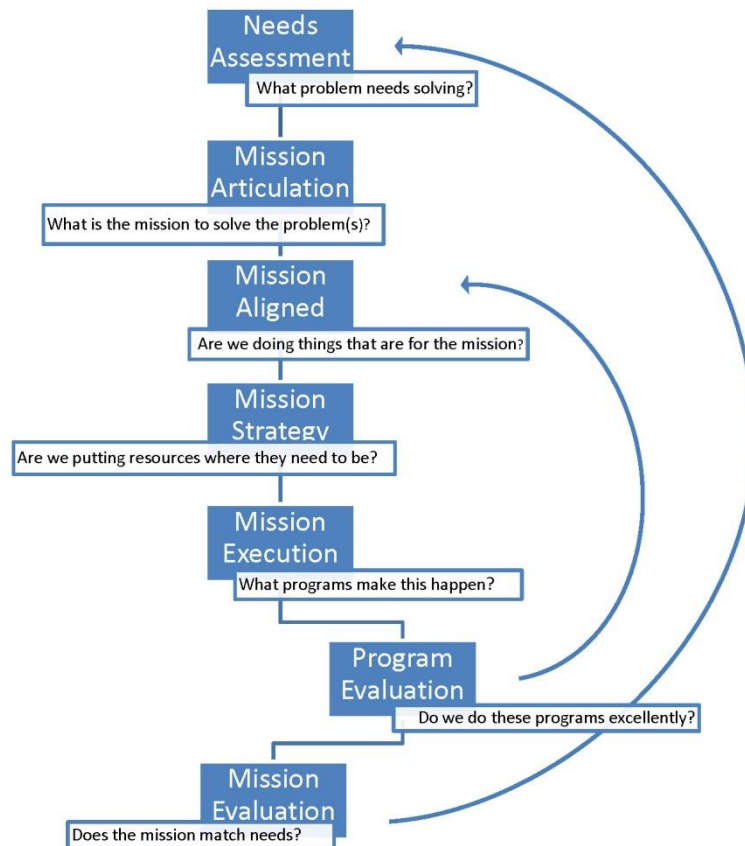 Needs
Assessment
What problem needs solving?
Mission
Articulation
What is the mission to solve the problem(s)?
Mission
Aligned
Are we doing things that are for the mission?
Mission
Strategy
Are we putting resources where they need to be?
Mission
Execution
What programs make this happen?
Program
Evaluation
Do we do these programs excellently?
Mission
Evaluation
Does the mission match needs?